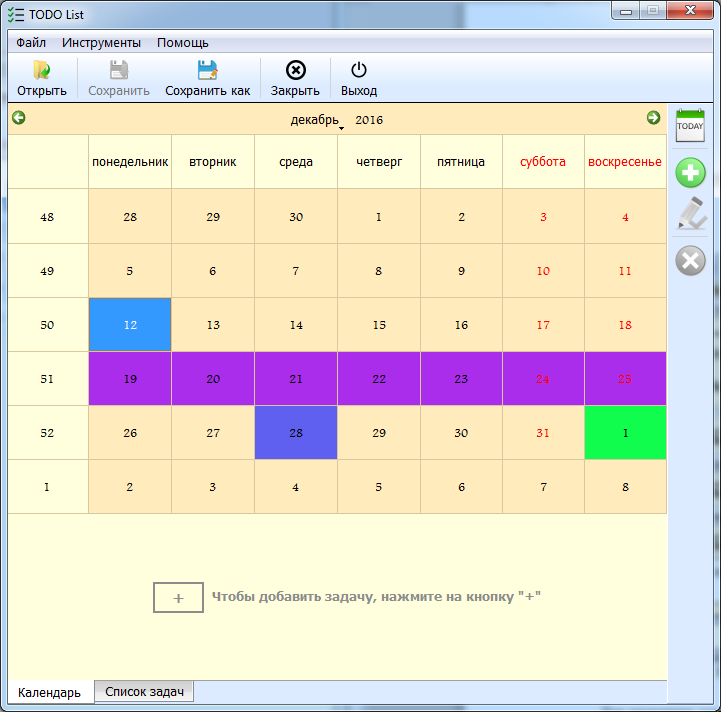 TODO List
Файл Инструменты Помощь
Открыть Сохранить Сохранить как Закрыть Выход
декабрь 2016
TODAY
понедельник вторник среда четверг пятница суббота воскресенье
48 28 29 30 1 2 3 4
49 5 6 7 8 9 10 11
50 12 13 14 15 16 17 18
51 19 20 21 22 23 24 25
52 26 27 28 29 30 31 1
1 2 3 4 5 6 7 8
+ Чтобы добавить задачу, нажмите на кнопку "+"
Календарь Список задач